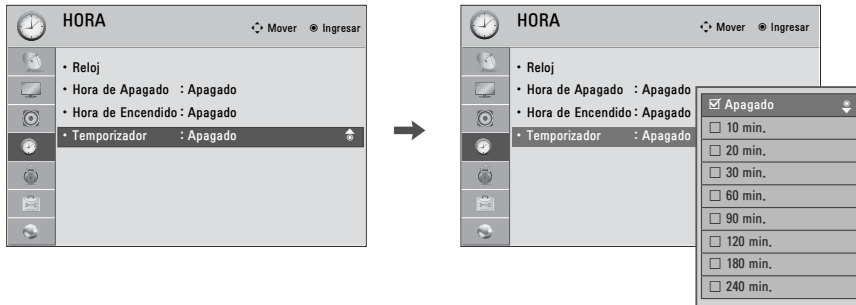 HORA
Mover Ingresar
• Reloj
• Hora de Apagado : Apagado
• Hora de Encendido : Apagado
• Temporizador : Apagado
HORA
Mover Ingresar
• Reloj
• Hora de Apagado : Apagado
• Hora de Encendido : Apagado
• Temporizador : Apagado
Apagado
10 min.
20 min.
30 min.
60 min.
90 min.
120 min.
180 min.
240 min.